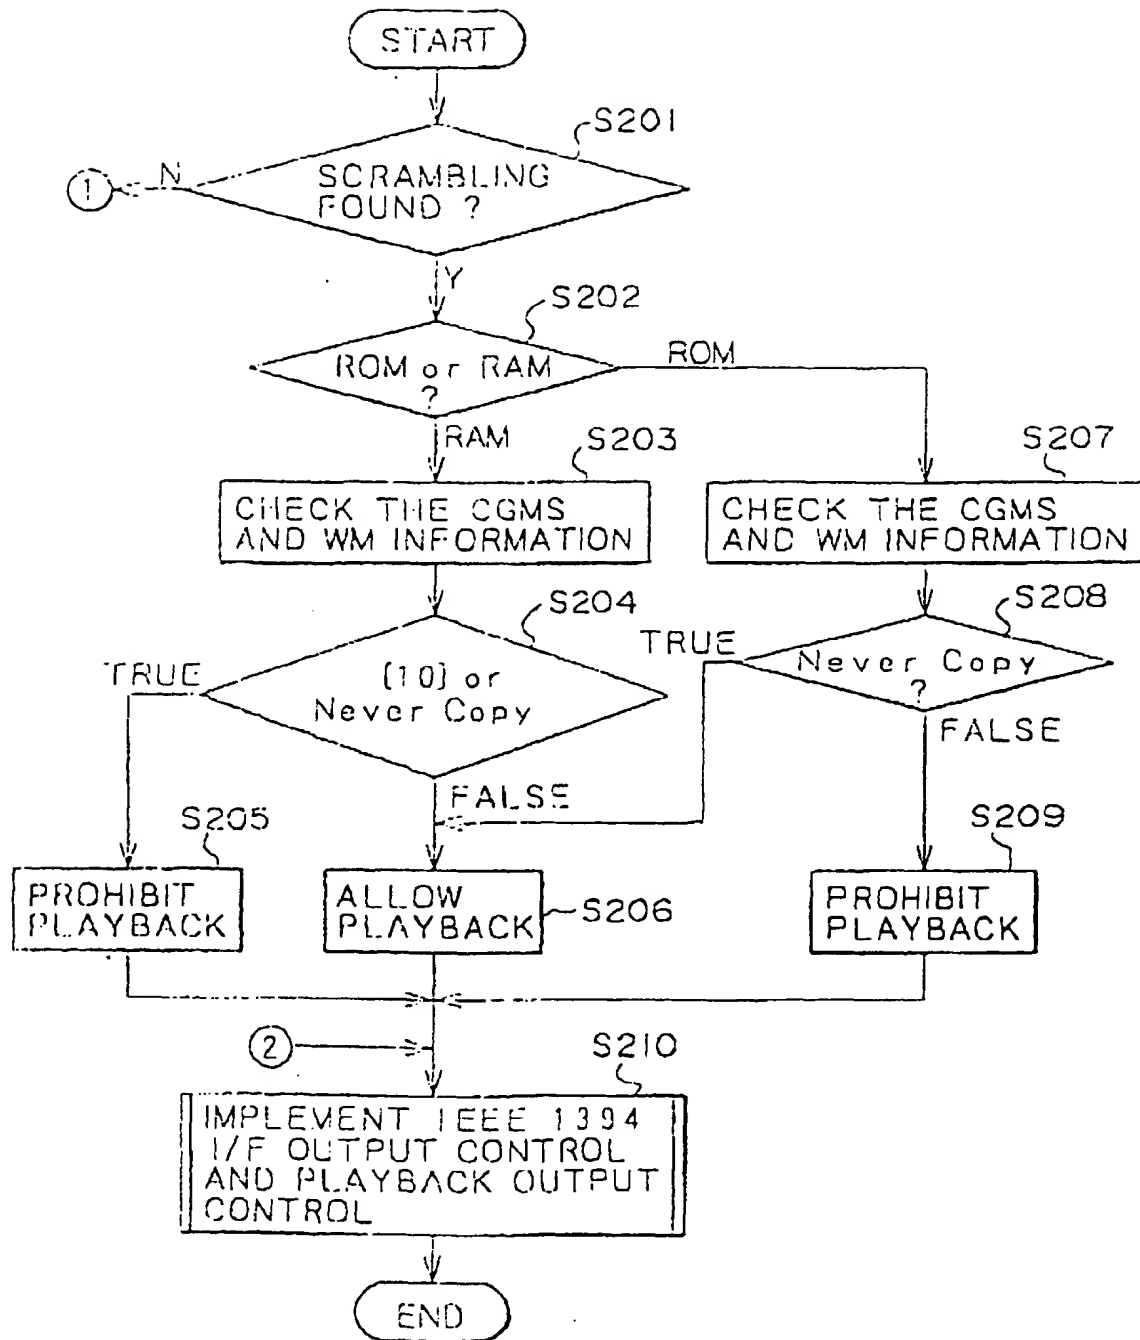 START
S201
SCRAMBLING
FOUND ?
N
1
Y
S202
ROM or RAM
?
ROM
RAM
S203
CHECK THE CGMS
AND WM INFORMATION
S207
CHECK THE CGMS
AND WM INFORMATION
S204
[10] or
Never Copy
TRUE
S208
Never Copy
?
TRUE
FALSE
FALSE
S205
PROHIBIT
PLAYBACK
ALLOW
PLAYBACK
S206
S209
PROHIBIT
PLAYBACK
2
S210
IMPLEMENT IEEE 1394
I/F OUTPUT CONTROL
AND PLAYBACK OUTPUT
CONTROL
END